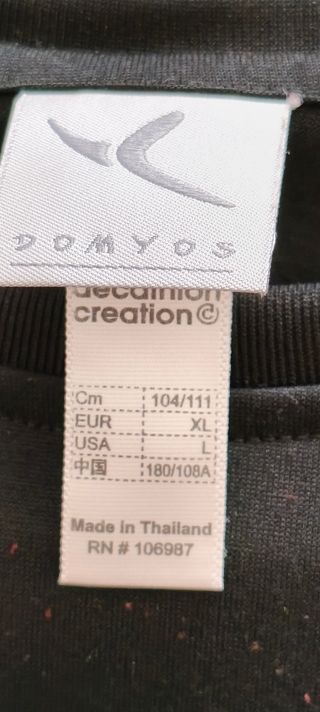 DOMYOS
decathlon
creation©
Cm 104/111
EUR XL
USA L
中国 180/108A
Made in Thailand
RN # 106987